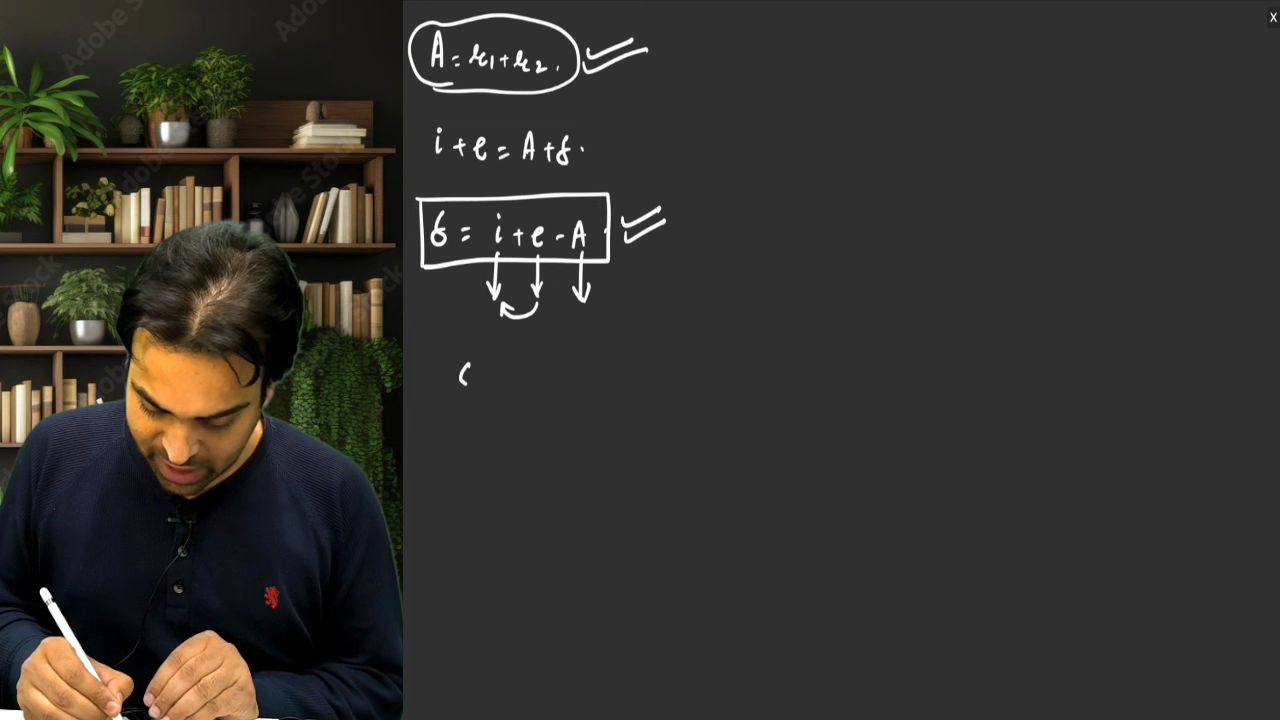 A = r1 + r2.
i + e = A + δ.
δ = i + e - A
(
x